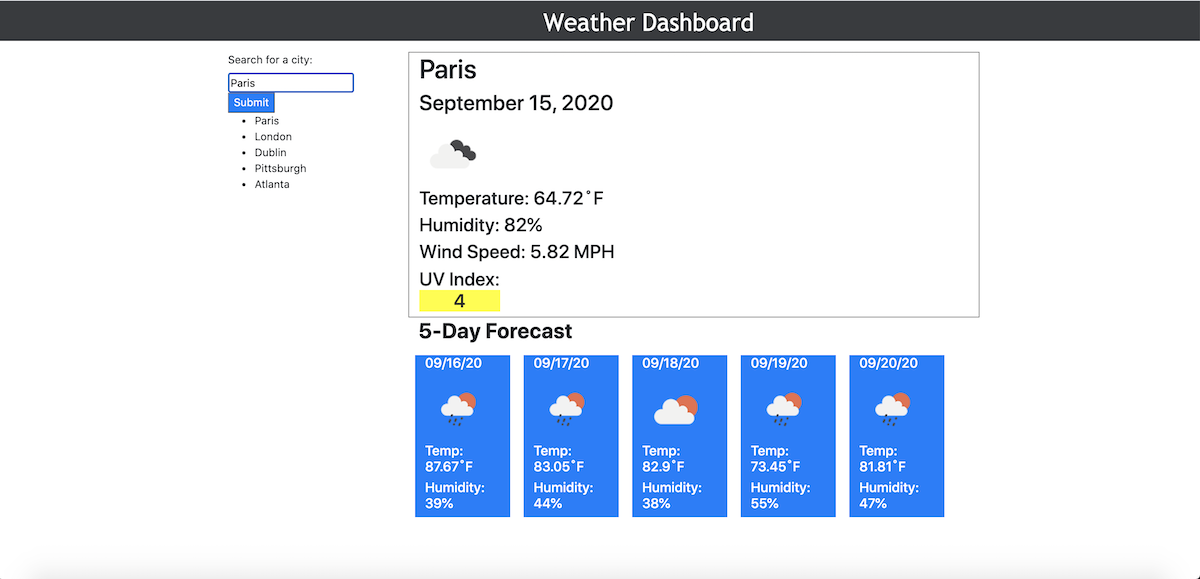 Weather Dashboard
Search for a city:
Paris
Submit
• Paris
• London
• Dublin
• Pittsburgh
• Atlanta
Paris
September 15, 2020
Temperature: 64.72˚F
Humidity: 82%
Wind Speed: 5.82 MPH
UV Index:
4
5-Day Forecast
09/16/20
Temp:
87.67˚F
Humidity:
39%
09/17/20
Temp:
83.05˚F
Humidity:
44%
09/18/20
Temp:
82.9˚F
Humidity:
38%
09/19/20
Temp:
73.45˚F
Humidity:
55%
09/20/20
Temp:
81.81˚F
Humidity:
47%